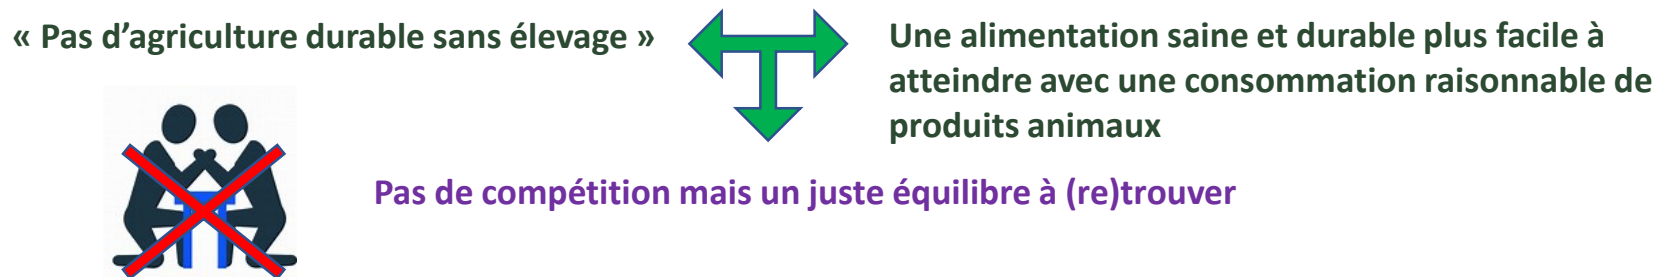 « Pas d’agriculture durable sans élevage »
Une alimentation saine et durable plus facile à
atteindre avec une consommation raisonnable de
produits animaux
Pas de compétition mais un juste équilibre à (re)trouver